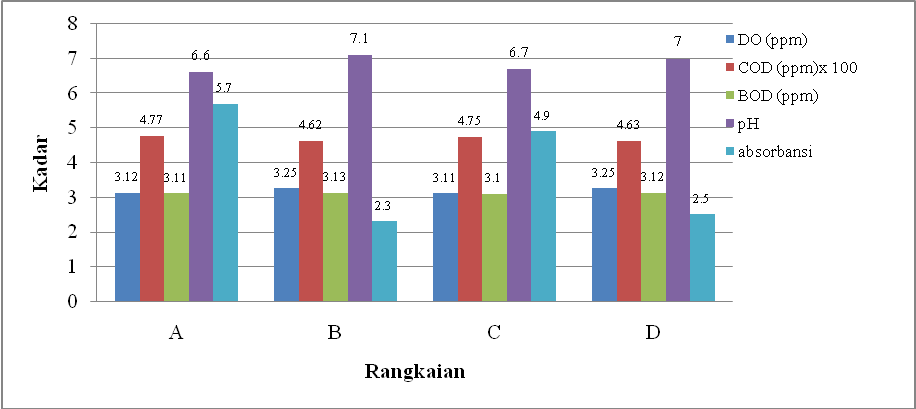 8
7
6
5
4
3
2
1
0
Kadar
3.12
4.77
3.11
6.6
5.7
3.25
4.62
3.13
7.1
2.3
3.11
4.75
3.1
6.7
4.9
3.25
4.63
3.12
7
2.5
A
B
C
D
Rangkaian
DO (ppm)
COD (ppm)x 100
BOD (ppm)
pH
absorbansi